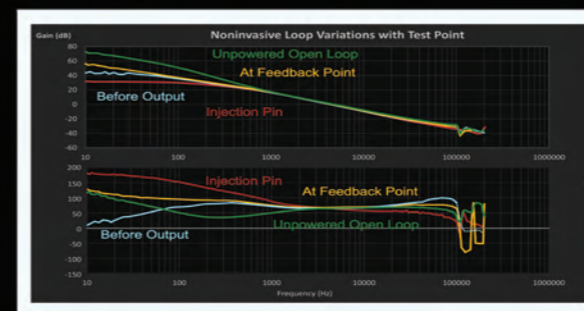 Noninvasive Loop Variations with Test Point
Gain (dB)
80
60
40
20
0
-20
-40
-60
Unpowered Open Loop
At Feedback Point
Before Output
Injection Pin
10 100 1000 10000 100000 1000000
200
150
100
50
0
-50
-100
-150
Injection Pin
At Feedback Point
Unpowered Open Loop
Before Output
10 100 1000 10000 100000 1000000
Frequency (Hz)